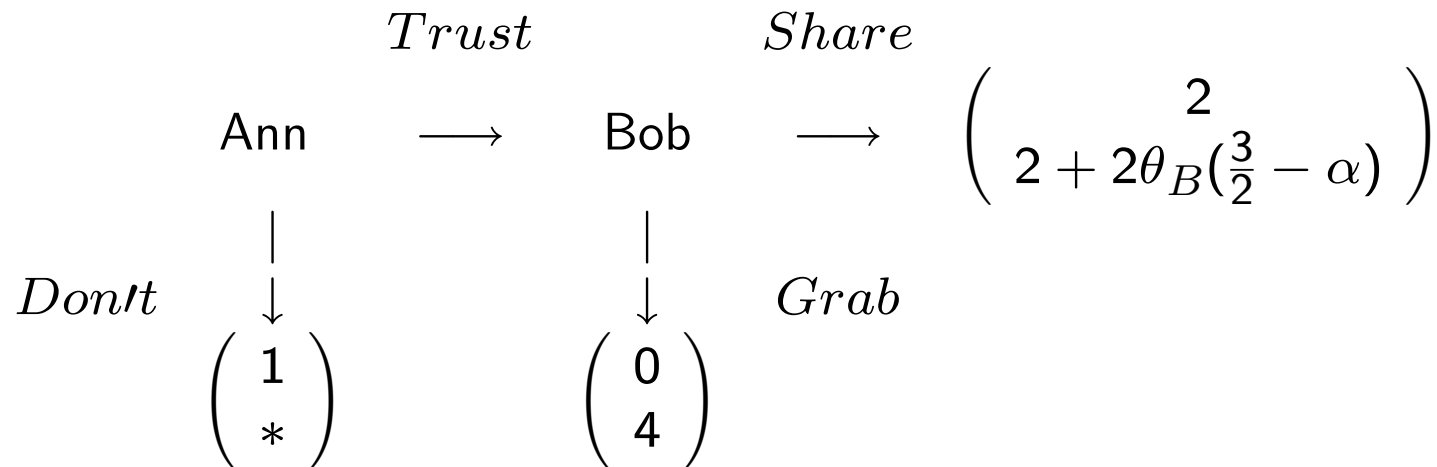 Trust Share
Ann ⟶ Bob ⟶ ( 2
2 + 2θ_B(3/2 − α) )
Don′t ↓ ↓ Grab
( 1
* ) ( 0
4 )